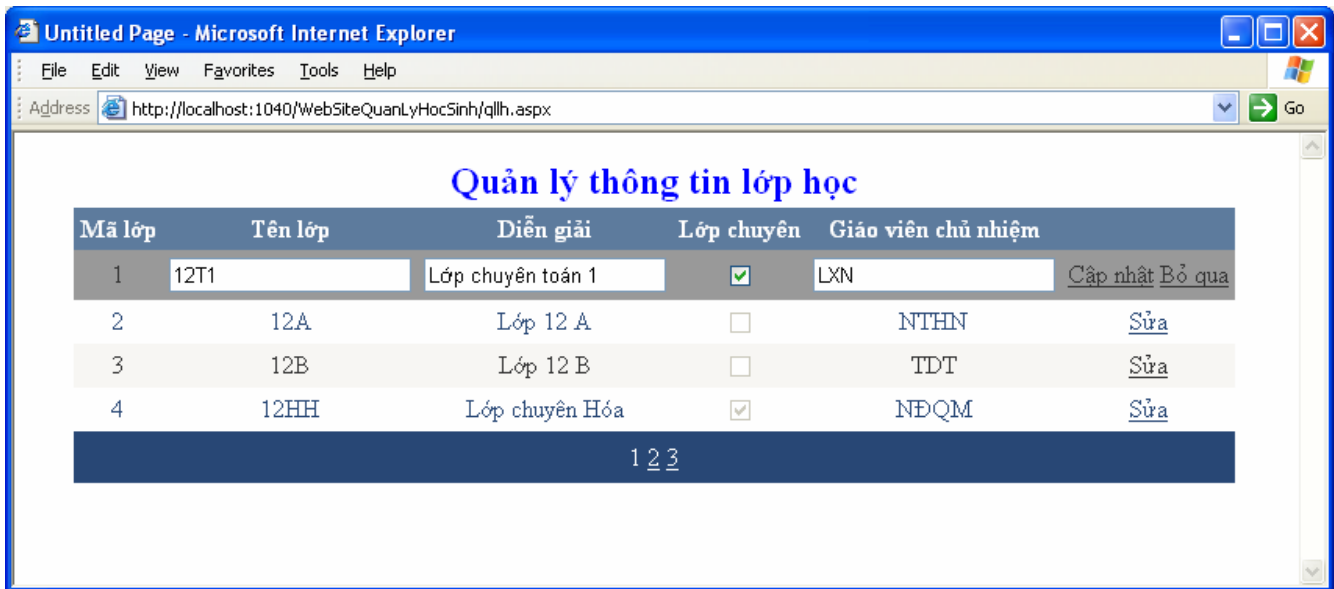 Untitled Page - Microsoft Internet Explorer
File Edit View Favorites Tools Help
Address http://localhost:1040/WebSiteQuanLyHocSinh/qllh.aspx Go
Quản lý thông tin lớp học
Mã lớp Tên lớp Diễn giải Lớp chuyên Giáo viên chủ nhiệm
1 12T1 Lớp chuyên toán 1 LXN Cập nhật Bỏ qua
2 12A Lớp 12 A NTHN Sửa
3 12B Lớp 12 B TDT Sửa
4 12HH Lớp chuyên Hóa NĐQM Sửa
1 2 3